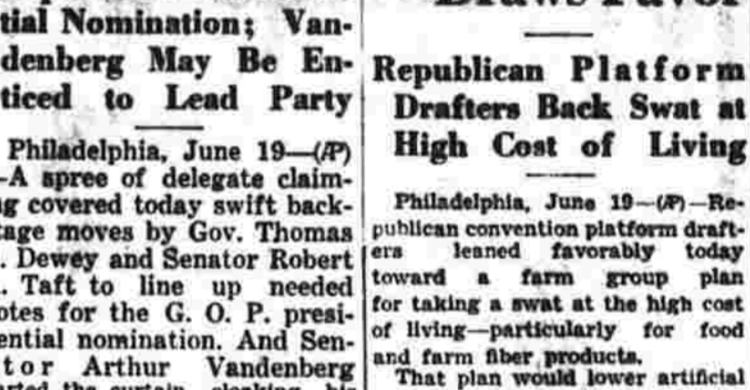 tial Nomination; Van-
denberg May Be En-
ticed to Lead Party
Philadelphia, June 19—(AP)
-A spree of delegate claim-
g covered today swift back-
tage moves by Gov. Thomas
. Dewey and Senator Robert
. Taft to line up needed
otes for the G. O. P. presi-
ential nomination. And Sen-
tor Arthur Vandenberg
Republican Platform
Drafters Back Swat at
High Cost of Living
Philadelphia, June 19—(AP)—Re-
publican convention platform draft-
ers leaned favorably today
toward a farm group plan
for taking a swat at the high cost
of living—particularly for food
and farm fiber products.
That plan would lower artificial